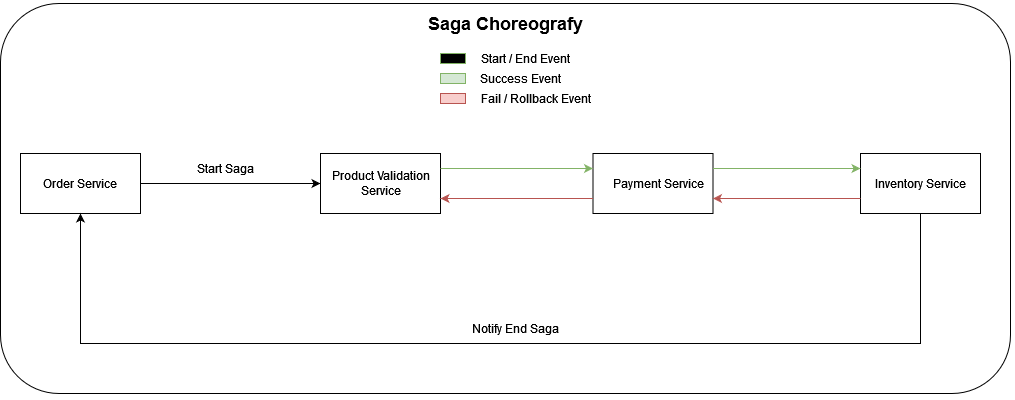 Saga Choreografy
Start / End Event
Success Event
Fail / Rollback Event
Start Saga
Order Service
Product Validation
Service
Payment Service
Inventory Service
Notify End Saga